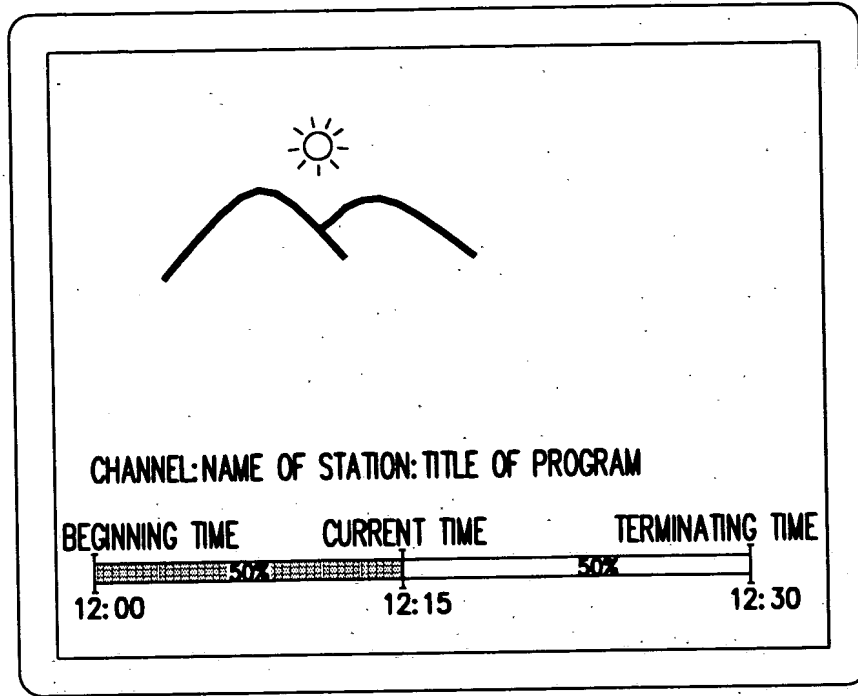 CHANNEL:NAME OF STATION:TITLE OF PROGRAM
BEGINNING TIME CURRENT TIME TERMINATING TIME
50% 50%
12:00 12:15 12:30